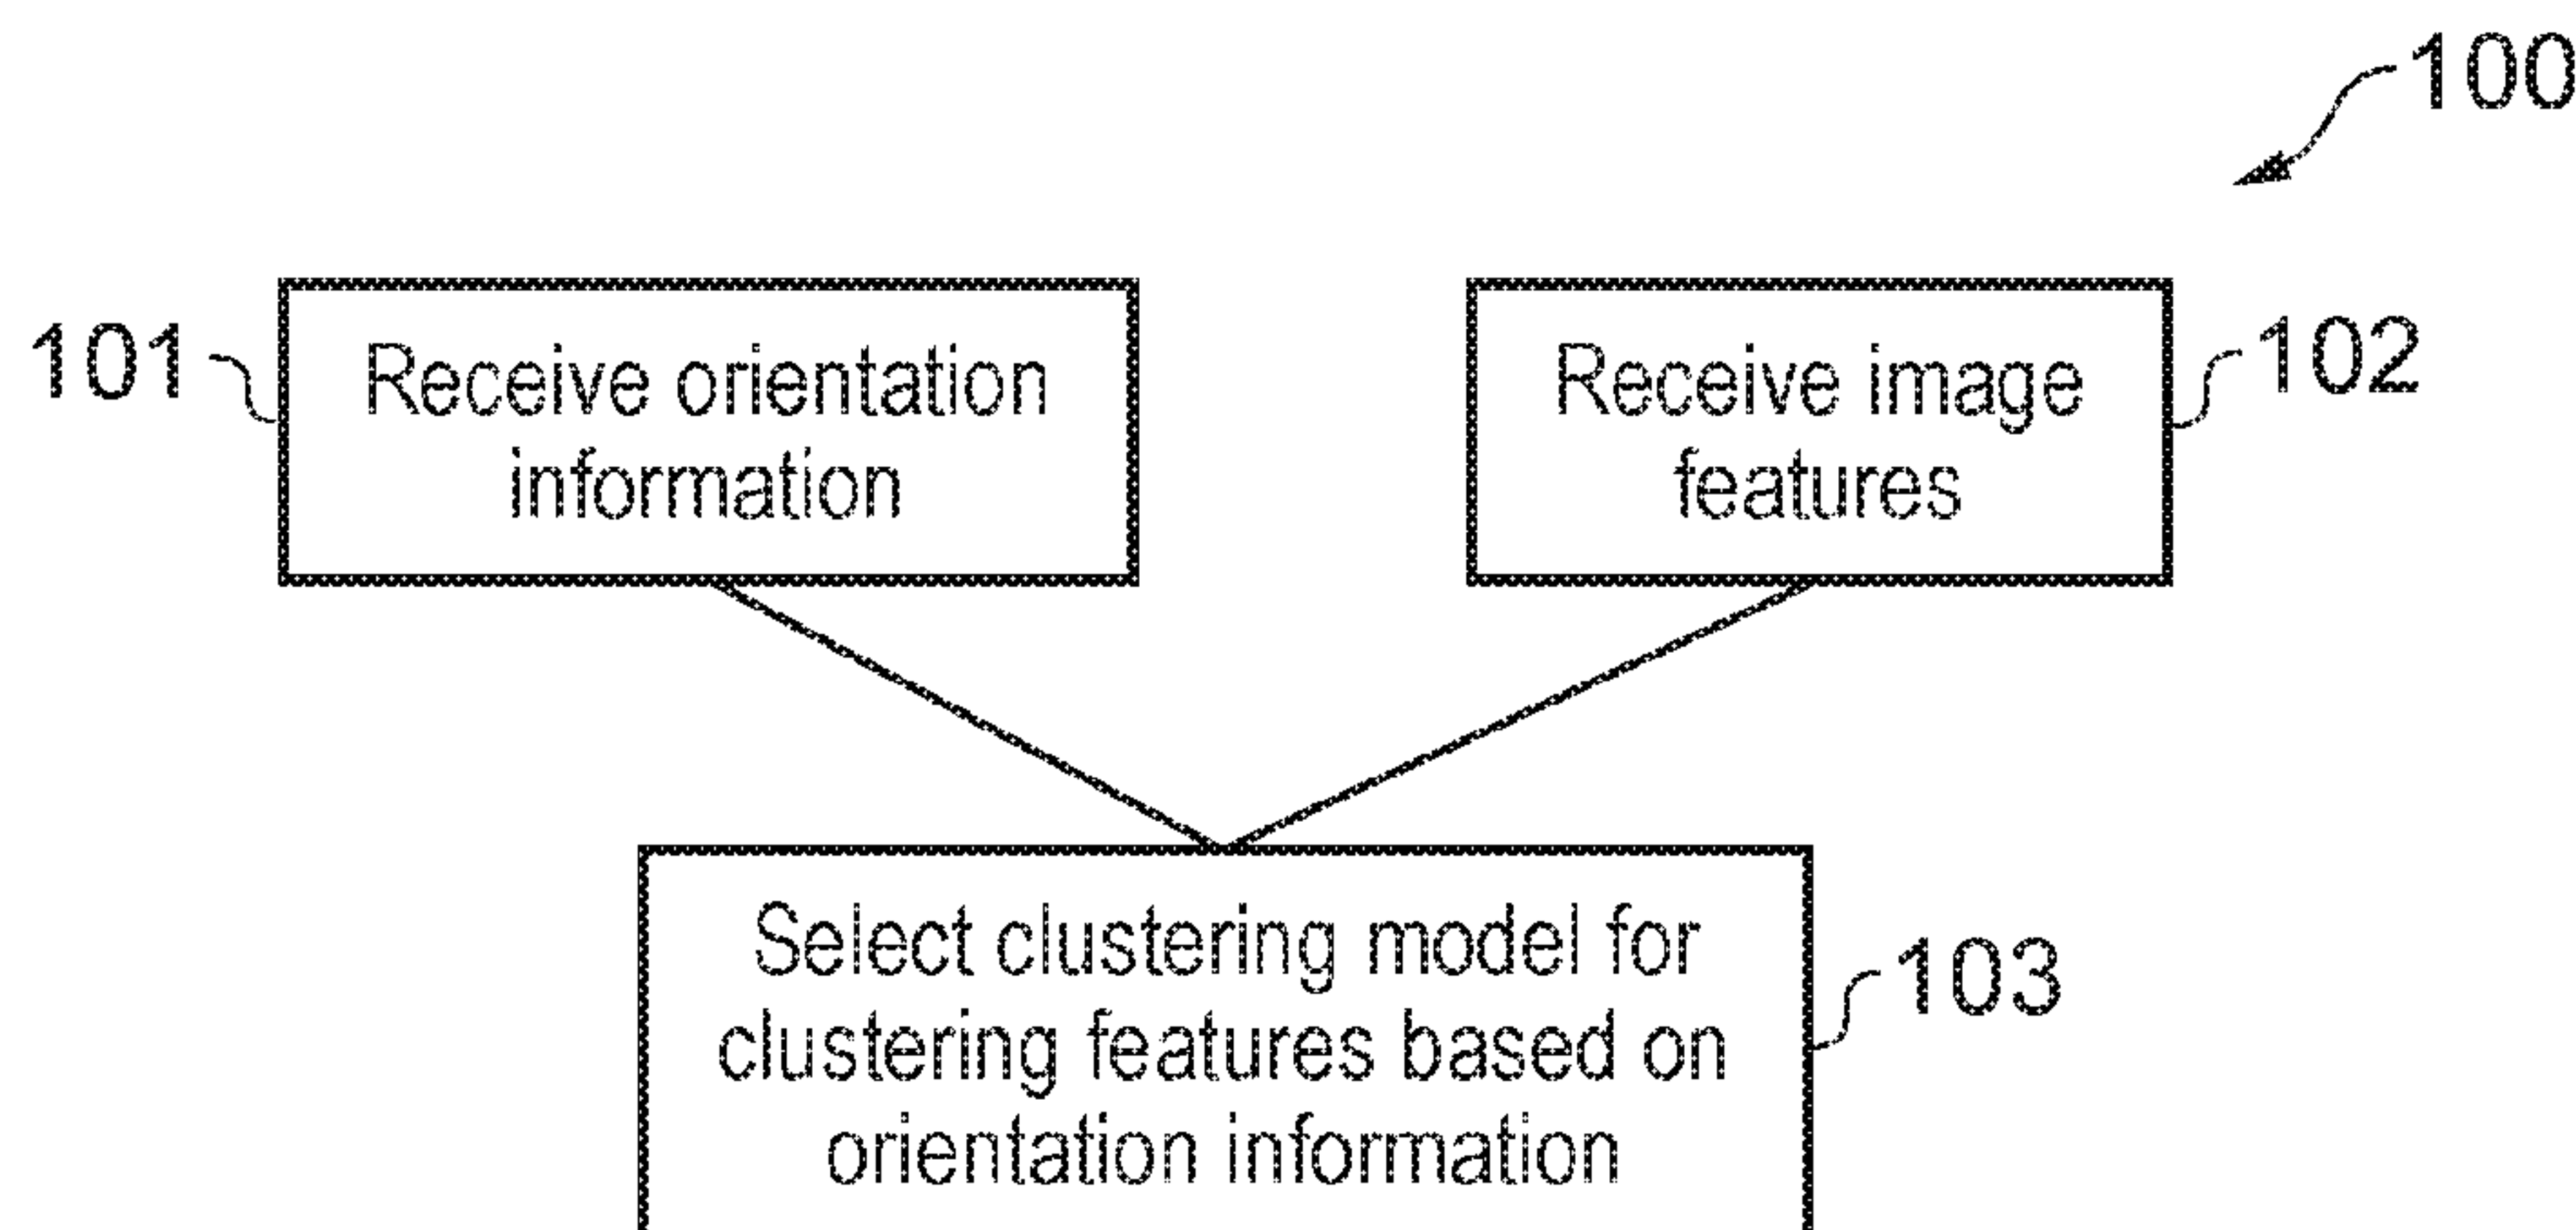 100
101
Receive orientation
information
Receive image
features
102
Select clustering model for
clustering features based on
orientation information
103